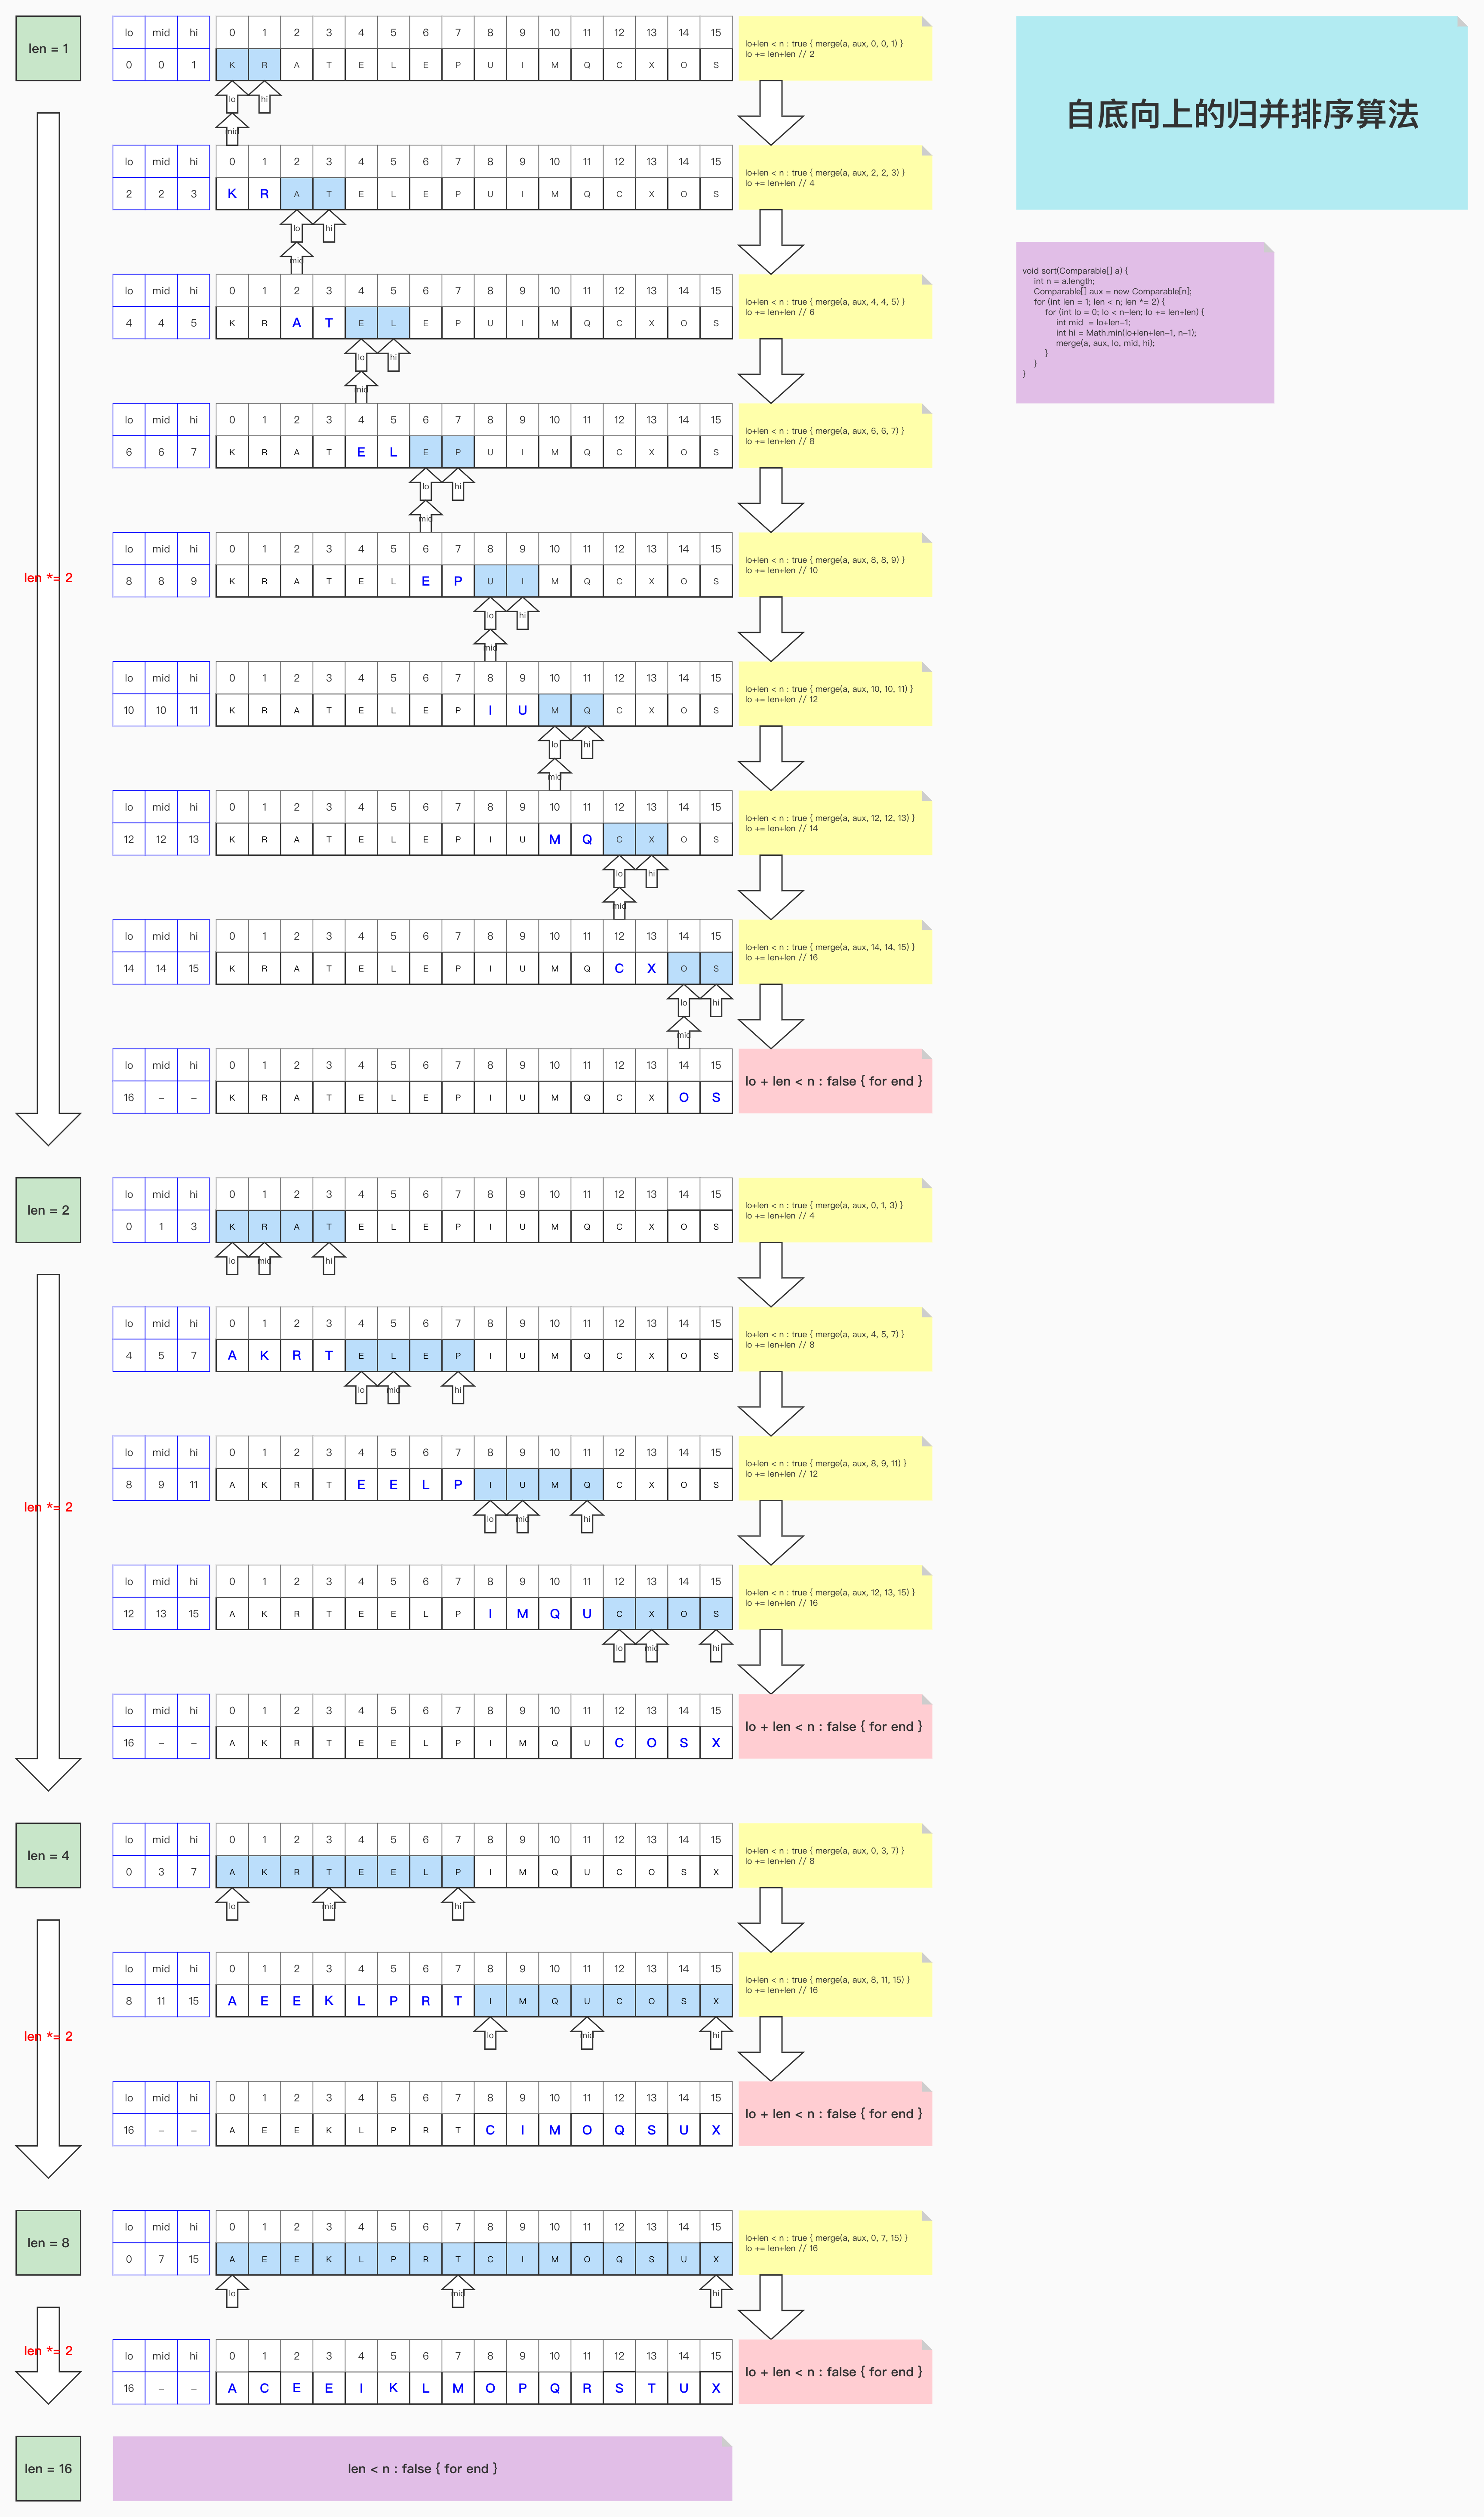 自底向上的归并排序算法
void sort(Comparable[] a) {
int n = a.length;
Comparable[] aux = new Comparable[n];
for (int len = 1; len < n; len *= 2) {
for (int lo = 0; lo < n-len; lo += len+len) {
int mid = lo+len-1;
int hi = Math.min(lo+len+len-1, n-1);
merge(a, aux, lo, mid, hi);
}
}
}
len = 1
lo mid hi 0 1 2 3 4 5 6 7 8 9 10 11 12 13 14 15
0 0 1 K R A T E L E P U I M Q C X O S
lo+len < n : true { merge(a, aux, 0, 0, 1) }
lo += len+len // 2
lo hi
mid
lo mid hi 0 1 2 3 4 5 6 7 8 9 10 11 12 13 14 15
2 2 3 K R A T E L E P U I M Q C X O S
lo+len < n : true { merge(a, aux, 2, 2, 3) }
lo += len+len // 4
lo hi
mid
lo mid hi 0 1 2 3 4 5 6 7 8 9 10 11 12 13 14 15
4 4 5 K R A T E L E P U I M Q C X O S
lo+len < n : true { merge(a, aux, 4, 4, 5) }
lo += len+len // 6
lo hi
mid
lo mid hi 0 1 2 3 4 5 6 7 8 9 10 11 12 13 14 15
6 6 7 K R A T E L E P U I M Q C X O S
lo+len < n : true { merge(a, aux, 6, 6, 7) }
lo += len+len // 8
lo hi
mid
len *= 2
lo mid hi 0 1 2 3 4 5 6 7 8 9 10 11 12 13 14 15
8 8 9 K R A T E L E P U I M Q C X O S
lo+len < n : true { merge(a, aux, 8, 8, 9) }
lo += len+len // 10
lo hi
mid
lo mid hi 0 1 2 3 4 5 6 7 8 9 10 11 12 13 14 15
10 10 11 K R A T E L E P I U M Q C X O S
lo+len < n : true { merge(a, aux, 10, 10, 11) }
lo += len+len // 12
lo hi
mid
lo mid hi 0 1 2 3 4 5 6 7 8 9 10 11 12 13 14 15
12 12 13 K R A T E L E P I U M Q C X O S
lo+len < n : true { merge(a, aux, 12, 12, 13) }
lo += len+len // 14
lo hi
mid
lo mid hi 0 1 2 3 4 5 6 7 8 9 10 11 12 13 14 15
14 14 15 K R A T E L E P I U M Q C X O S
lo+len < n : true { merge(a, aux, 14, 14, 15) }
lo += len+len // 16
lo hi
mid
lo mid hi 0 1 2 3 4 5 6 7 8 9 10 11 12 13 14 15
16 – – K R A T E L E P I U M Q C X O S
lo + len < n : false { for end }
len = 2
lo mid hi 0 1 2 3 4 5 6 7 8 9 10 11 12 13 14 15
0 1 3 K R A T E L E P I U M Q C X O S
lo+len < n : true { merge(a, aux, 0, 1, 3) }
lo += len+len // 4
lo mid hi
lo mid hi 0 1 2 3 4 5 6 7 8 9 10 11 12 13 14 15
4 5 7 A K R T E L E P I U M Q C X O S
lo+len < n : true { merge(a, aux, 4, 5, 7) }
lo += len+len // 8
lo mid hi
len *= 2
lo mid hi 0 1 2 3 4 5 6 7 8 9 10 11 12 13 14 15
8 9 11 A K R T E E L P I U M Q C X O S
lo+len < n : true { merge(a, aux, 8, 9, 11) }
lo += len+len // 12
lo mid hi
lo mid hi 0 1 2 3 4 5 6 7 8 9 10 11 12 13 14 15
12 13 15 A K R T E E L P I M Q U C X O S
lo+len < n : true { merge(a, aux, 12, 13, 15) }
lo += len+len // 16
lo mid hi
lo mid hi 0 1 2 3 4 5 6 7 8 9 10 11 12 13 14 15
16 – – A K R T E E L P I M Q U C O S X
lo + len < n : false { for end }
len = 4
lo mid hi 0 1 2 3 4 5 6 7 8 9 10 11 12 13 14 15
0 3 7 A K R T E E L P I M Q U C O S X
lo+len < n : true { merge(a, aux, 0, 3, 7) }
lo += len+len // 8
lo mid hi
lo mid hi 0 1 2 3 4 5 6 7 8 9 10 11 12 13 14 15
8 11 15 A E E K L P R T I M Q U C O S X
lo+len < n : true { merge(a, aux, 8, 11, 15) }
lo += len+len // 16
lo mid hi
len *= 2
lo mid hi 0 1 2 3 4 5 6 7 8 9 10 11 12 13 14 15
16 – – A E E K L P R T C I M O Q S U X
lo + len < n : false { for end }
len = 8
lo mid hi 0 1 2 3 4 5 6 7 8 9 10 11 12 13 14 15
0 7 15 A E E K L P R T C I M O Q S U X
lo+len < n : true { merge(a, aux, 0, 7, 15) }
lo += len+len // 16
lo mid hi
len *= 2
lo mid hi 0 1 2 3 4 5 6 7 8 9 10 11 12 13 14 15
16 – – A C E E I K L M O P Q R S T U X
lo + len < n : false { for end }
len = 16
len < n : false { for end }